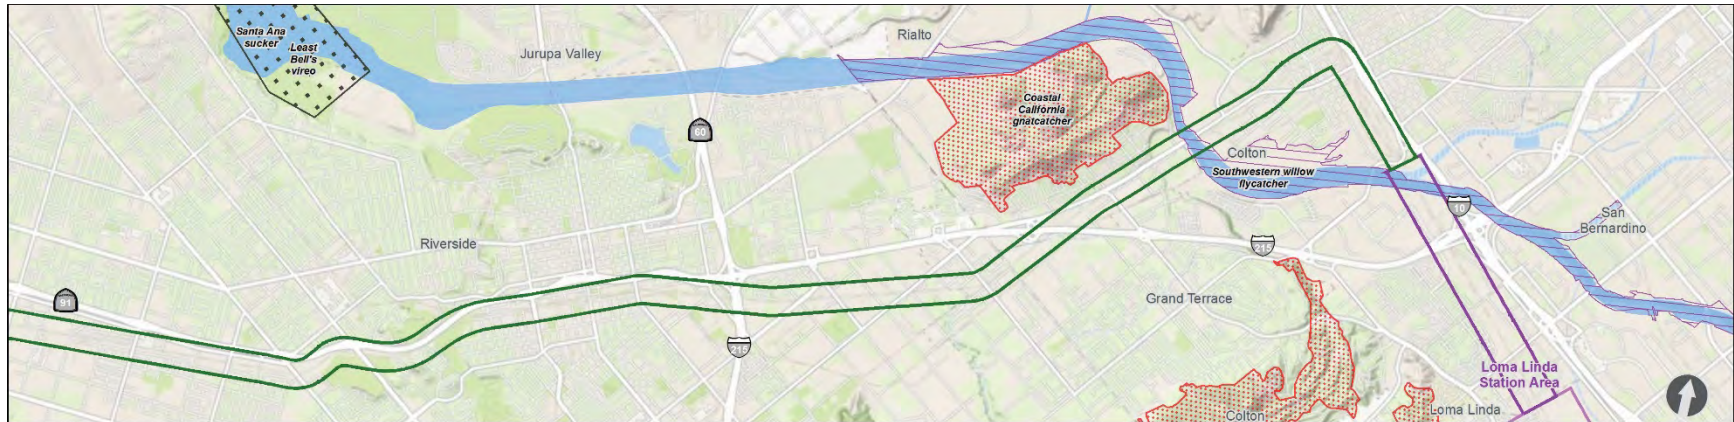 Santa Ana
sucker
Least
Bell's
vireo
Jurupa Valley
Rialto
60
Coastal
California
gnatcatcher
Colton
Southwestern willow
flycatcher
10
San
Bernardino
Riverside
215
91
Grand Terrace
215
Loma Linda
Station Area
Colton
Loma Linda